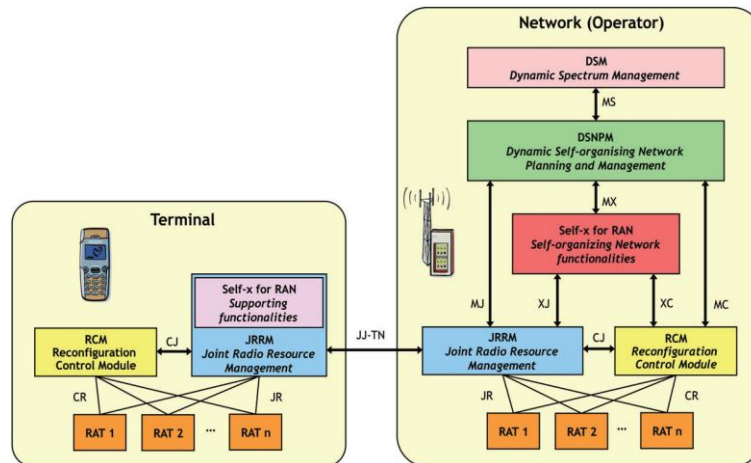 Network (Operator)
DSM
Dynamic Spectrum Management
MS
DSNPM
Dynamic Self-organising Network
Planning and Management
MX
Self-x for RAN
Self-organizing Network
functionalities
MJ
XJ
XC
MC
Terminal
Self-x for RAN
Supporting
functionalities
RCM
Reconfiguration
Control Module
CJ
JRRM
Joint Radio Resource
Management
JJ-TN
JRRM
Joint Radio Resource
Management
CJ
RCM
Reconfiguration
Control Module
CR
JR
JR
CR
RAT 1
RAT 2
...
RAT n
RAT 1
RAT 2
...
RAT n